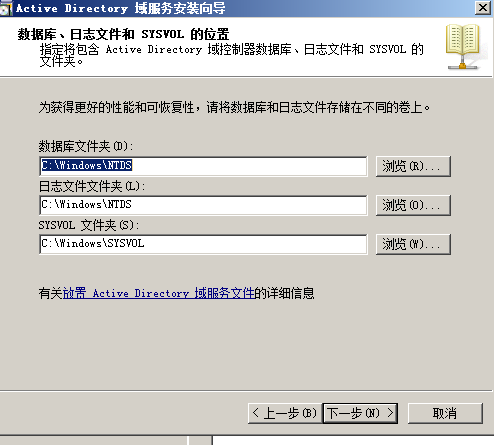 Active Directory 域服务安装向导
数据库、日志文件和 SYSVOL 的位置
指定将包含 Active Directory 域控制器数据库、日志文件和 SYSVOL 的
文件夹。
为获得更好的性能和可恢复性，请将数据库和日志文件存储在不同的卷上。
数据库文件夹(D):
C:\Windows\NTDS
浏览(R)...
日志文件文件夹(L):
C:\Windows\NTDS
浏览(O)...
SYSVOL 文件夹(S):
C:\Windows\SYSVOL
浏览(W)...
有关放置 Active Directory 域服务文件的详细信息
< 上一步(B) 下一步(N) > 取消